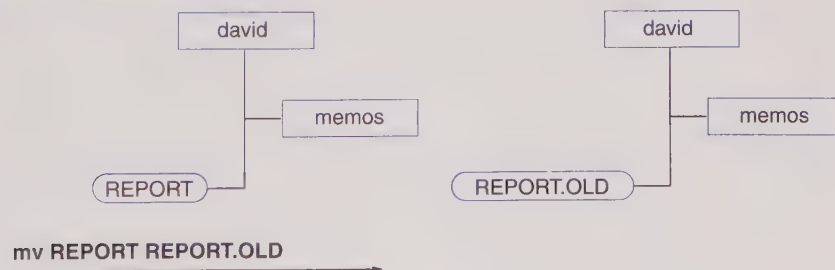 david
david
memos
memos
REPORT
REPORT.OLD
mv REPORT REPORT.OLD